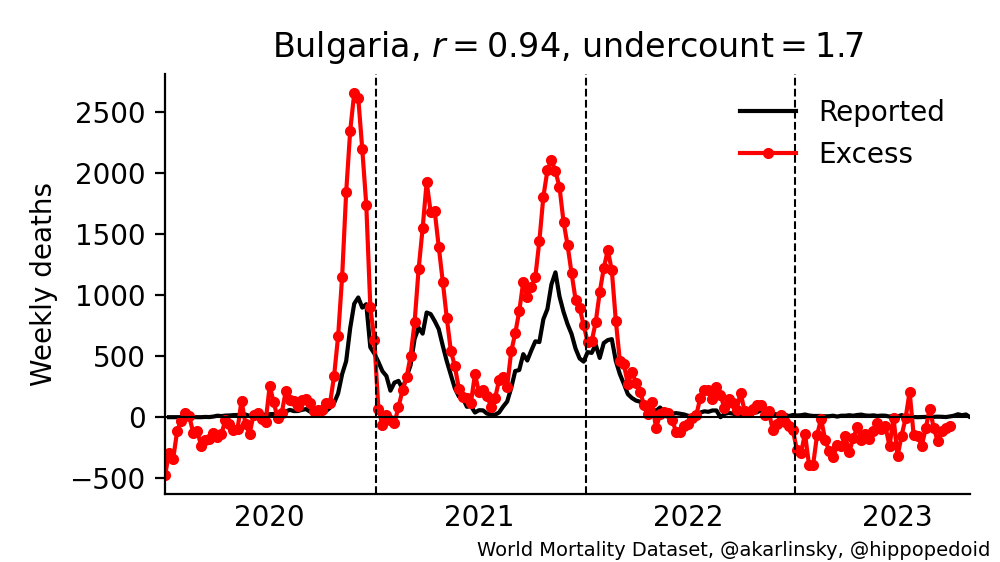 Bulgaria, r = 0.94, undercount = 1.7
Weekly deaths
2500
2000
1500
1000
500
0
−500
Reported
Excess
2020 2021 2022 2023
World Mortality Dataset, @akarlinsky, @hippopedoid